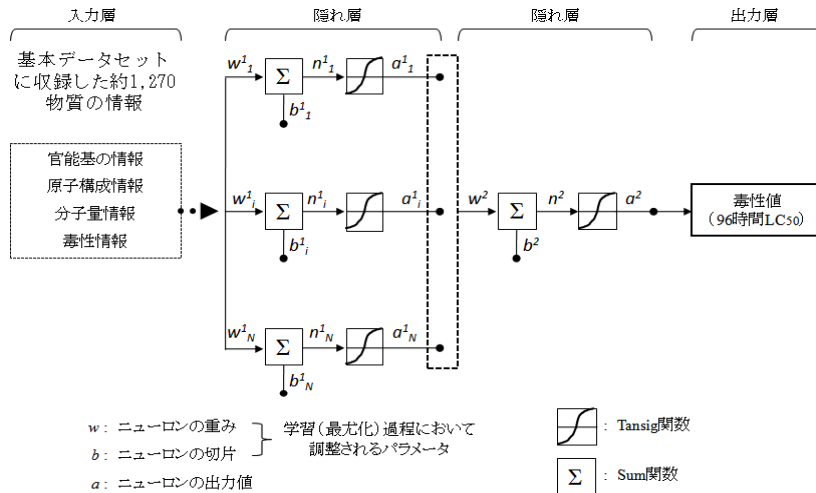 入力層
隠れ層
隠れ層
出力層
基本データセット
に収録した約1,270
物質の情報
官能基の情報
原子構成情報
分子量情報
毒性情報
w¹₁ Σ n¹₁ a¹₁
b¹₁
w¹ᵢ Σ n¹ᵢ a¹ᵢ
b¹ᵢ
w¹N Σ n¹N a¹N
b¹N
w² Σ n² a²
b²
毒性値
(96時間LC50)
w : ニューロンの重み
b : ニューロンの切片
a : ニューロンの出力値
学習(最尤化)過程において
調整されるパラメータ
: Tansig関数
Σ : Sum関数